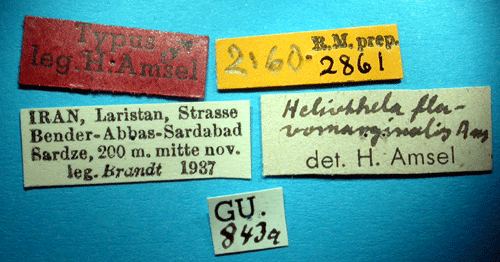 Typus
leg. H. Amsel
2160.
R. M. prep.
2861
IRAN, Laristan, Strasse
Bender-Abbas-Sardabad
Sardze, 200 m. mitte nov.
leg. Brandt 1937
Heliothela fla-
vomarginalis Ams
det. H. Amsel
GU.
843a